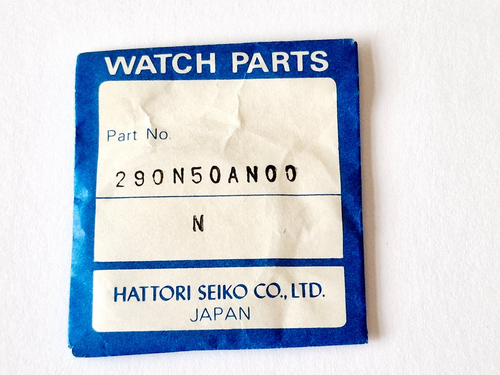 WATCH PARTS
Part No.
290N50AN00
N
HATTORI SEIKO CO., LTD.
JAPAN